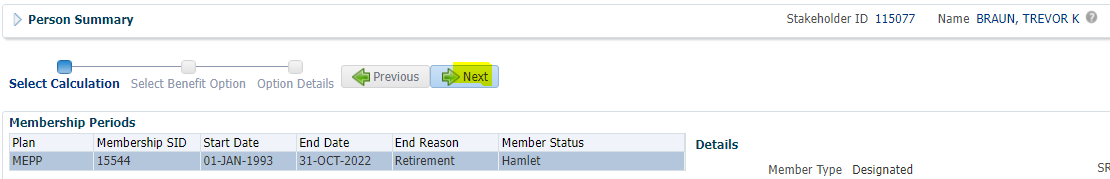 Person Summary Stakeholder ID 115077 Name BRAUN, TREVOR K
Select Calculation Select Benefit Option Option Details Previous Next
Membership Periods
Plan Membership SID Start Date End Date End Reason Member Status Details
MEPP 15544 01-JAN-1993 31-OCT-2022 Retirement Hamlet
Member Type Designated SR